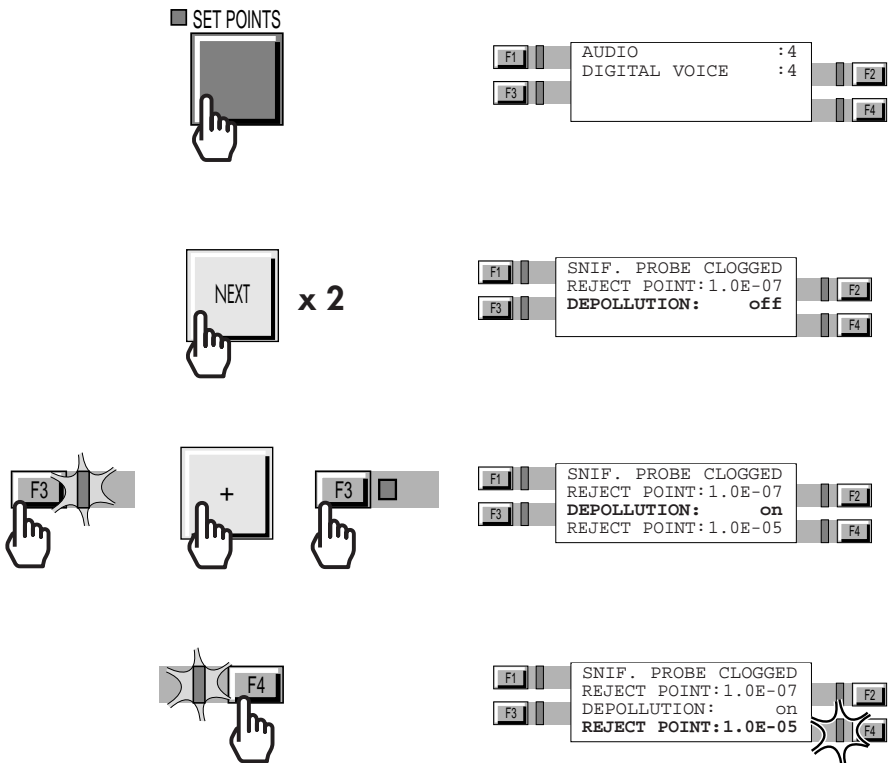 SET POINTS
F1
AUDIO :4
DIGITAL VOICE :4
F2
F3
F4
NEXT
x 2
F1
SNIF. PROBE CLOGGED
REJECT POINT:1.0E-07
F2
F3
DEPOLLUTION: off
F4
F3
+
F3
F1
SNIF. PROBE CLOGGED
REJECT POINT:1.0E-07
F2
F3
DEPOLLUTION: on
REJECT POINT:1.0E-05
F4
F4
F1
SNIF. PROBE CLOGGED
REJECT POINT:1.0E-07
F2
F3
DEPOLLUTION: on
REJECT POINT:1.0E-05
F4